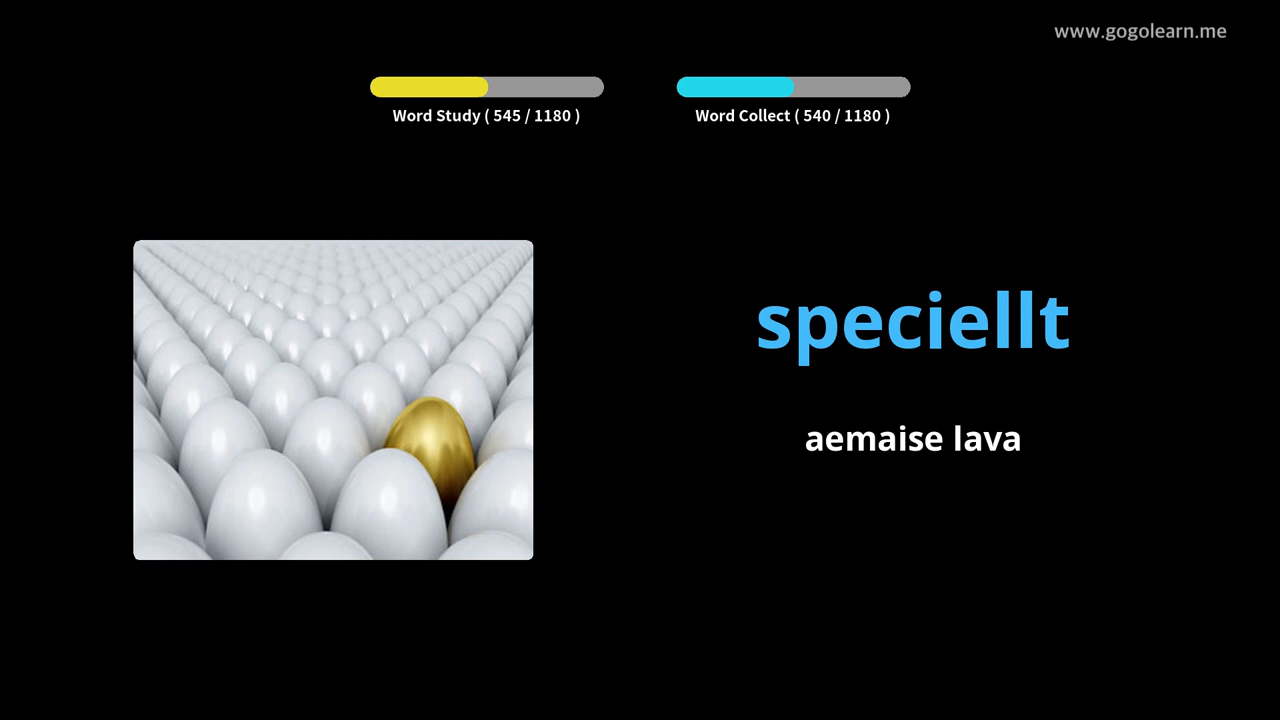 www.gogolearn.me
Word Study ( 545 / 1180 )
Word Collect ( 540 / 1180 )
speciellt
aemaise lava